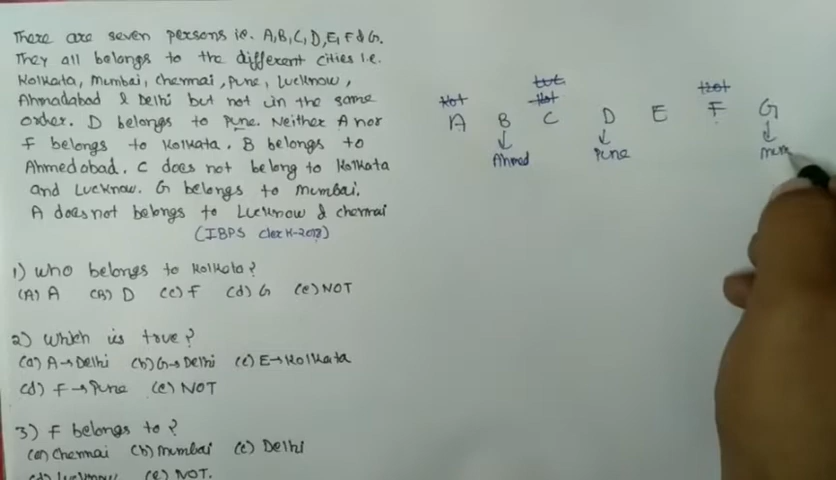 There are seven persons ie. A,B,C,D,E,F & G.
They all belongs to the different cities i.e.
Kolkata, Mumbai, Chennai, Pune, Lucknow,
Ahmadabad & Delhi but not in the same
order. D belongs to Pune. Neither A nor
F belongs to Kolkata. B belongs to
Ahmedabad. C does not belong to Kolkata
and Lucknow. G belongs to Mumbai.
A does not belongs to Lucknow & Chennai
(IBPS Clerk-2018)
1) Who belongs to Kolkata?
(A) A (B) D (C) F (d) G (e) NOT
2) Which is true?
(a) A→Delhi (b) G→Delhi (c) E→Kolkata
(d) F→Pune (e) NOT
3) F belongs to?
(a) Chennai (b) Mumbai (c) Delhi
(d) Lucknow (e) NOT.
A B C D E F G
Ahmed Pune Mum